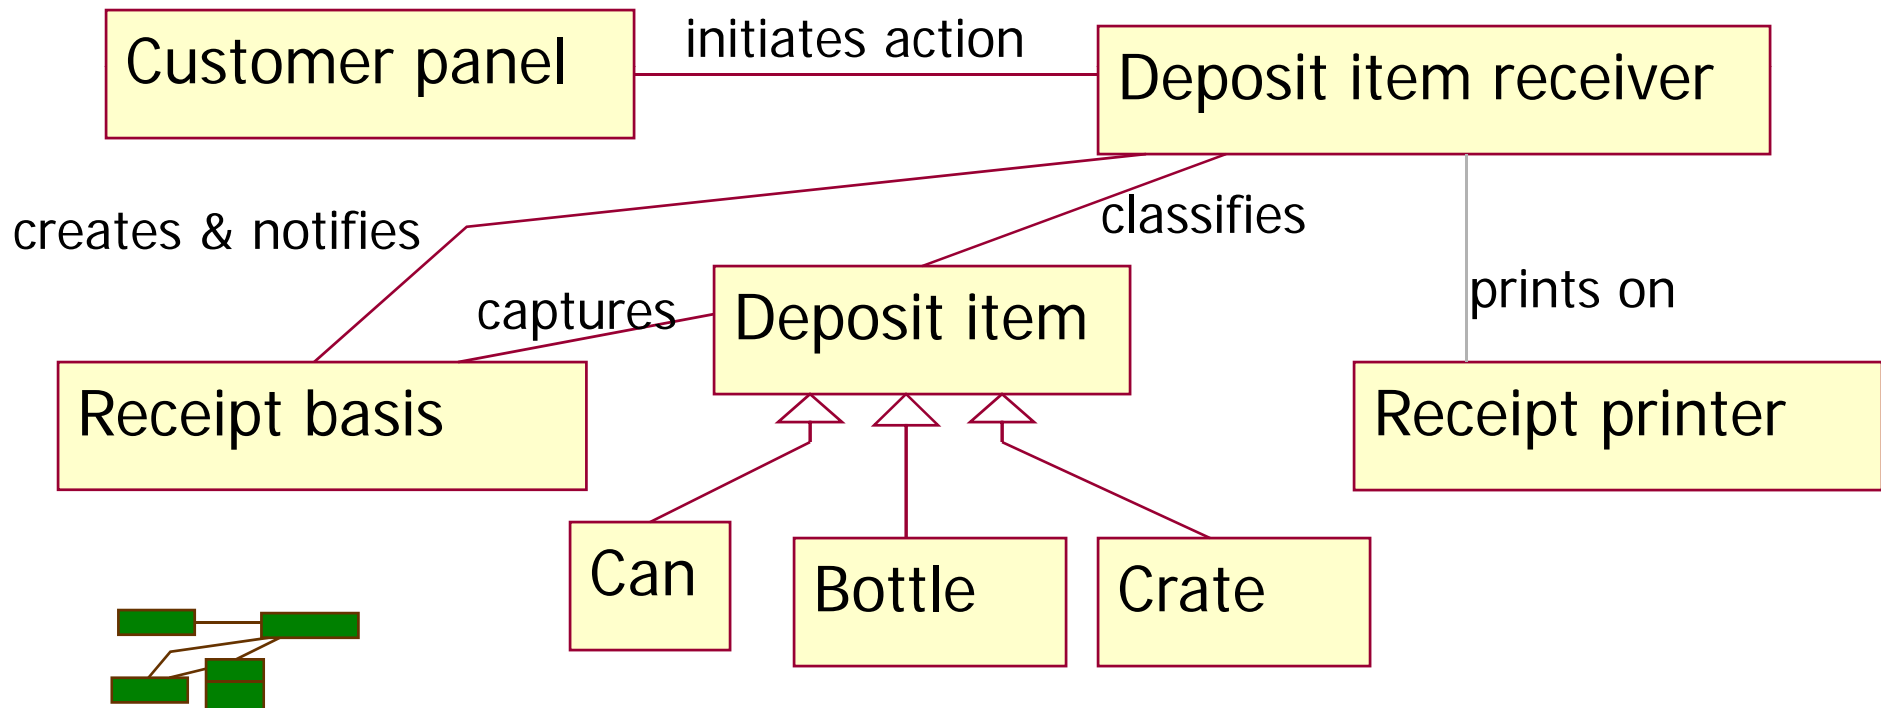 Customer panel
initiates action
Deposit item receiver
creates & notifies
classifies
captures
Deposit item
prints on
Receipt basis
Receipt printer
Can
Bottle
Crate